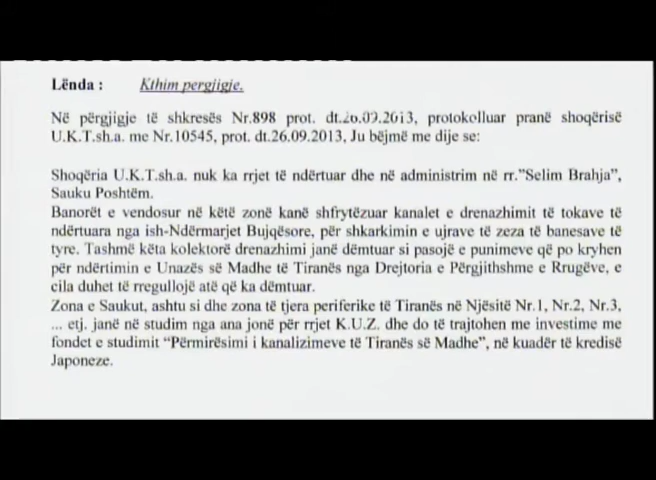 Lënda : Kthim pergjigje.
Në përgjigje të shkresës Nr.898 prot. dt.26.09.2013, protokolluar pranë shoqërisë
U.K.T.sh.a. me Nr.10545, prot. dt.26.09.2013, Ju bëjmë me dije se:
Shoqëria U.K.T.sh.a. nuk ka rrjet të ndërtuar dhe në administrim në rr."Selim Brahja",
Sauku Poshtëm.
Banorët e vendosur në këtë zonë kanë shfrytëzuar kanalet e drenazhimit të tokave të
ndërtuara nga ish-Ndërmarjet Bujqësore, për shkarkimin e ujrave të zeza të banesave të
tyre. Tashmë këta kolektorë drenazhimi janë dëmtuar si pasojë e punimeve që po kryhen
për ndërtimin e Unazës së Madhe të Tiranës nga Drejtoria e Përgjithshme e Rrugëve, e
cila duhet të rregullojë atë që ka dëmtuar.
Zona e Saukut, ashtu si dhe zona të tjera periferike të Tiranës në Njësitë Nr.1, Nr.2, Nr.3,
... etj. janë në studim nga ana jonë për rrjet K.U.Z. dhe do të trajtohen me investime me
fondet e studimit "Përmirësimi i kanalizimeve të Tiranës së Madhe", në kuadër të kredisë
Japoneze.